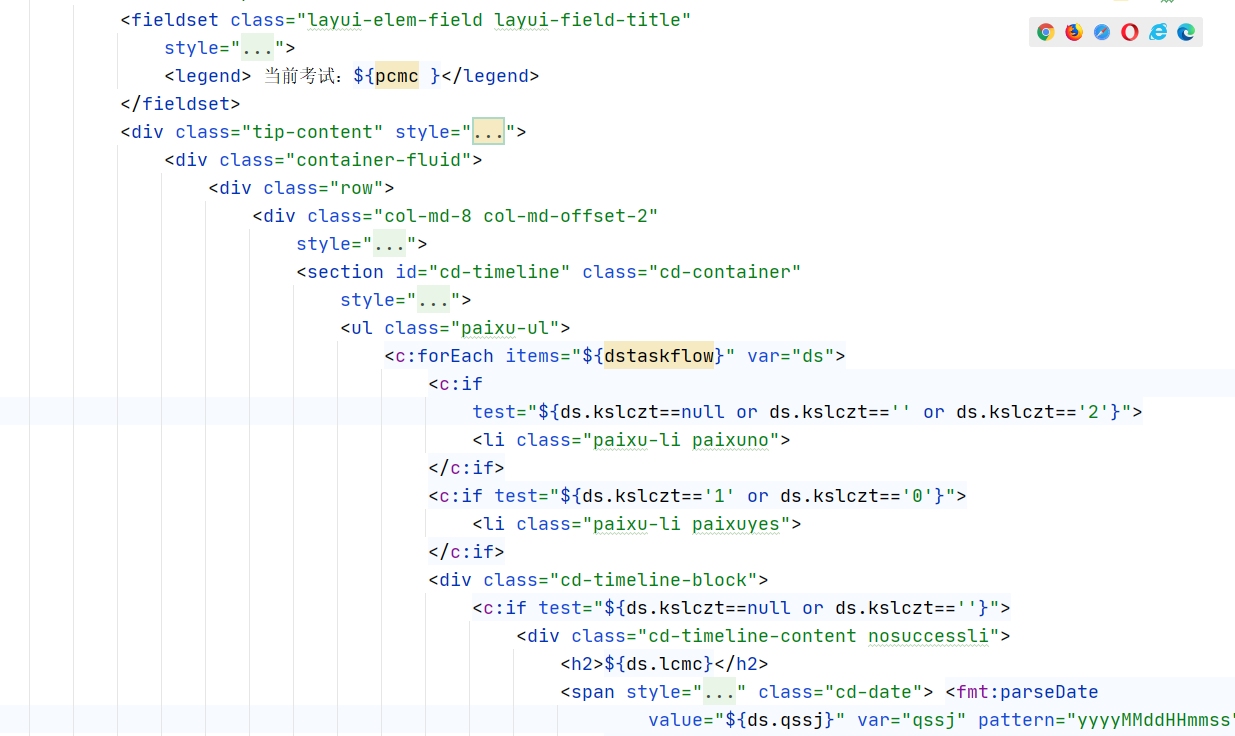 <fieldset class="layui-elem-field layui-field-title"
style="...">
<legend> 当前考试：${pcmc }</legend>
</fieldset>
<div class="tip-content" style="...">
<div class="container-fluid">
<div class="row">
<div class="col-md-8 col-md-offset-2"
style="...">
<section id="cd-timeline" class="cd-container"
style="...">
<ul class="paixu-ul">
<c:forEach items="${dstaskflow}" var="ds">
<c:if
test="${ds.kslczt==null or ds.kslczt=='' or ds.kslczt=='2'}">
<li class="paixu-li paixuno">
</c:if>
<c:if test="${ds.kslczt=='1' or ds.kslczt=='0'}">
<li class="paixu-li paixuyes">
</c:if>
<div class="cd-timeline-block">
<c:if test="${ds.kslczt==null or ds.kslczt==''}">
<div class="cd-timeline-content nosuccessli">
<h2>${ds.lcmc}</h2>
<span style="..." class="cd-date"> <fmt:parseDate
value="${ds.qssj}" var="qssj" pattern="yyyyMMddHHmmss"